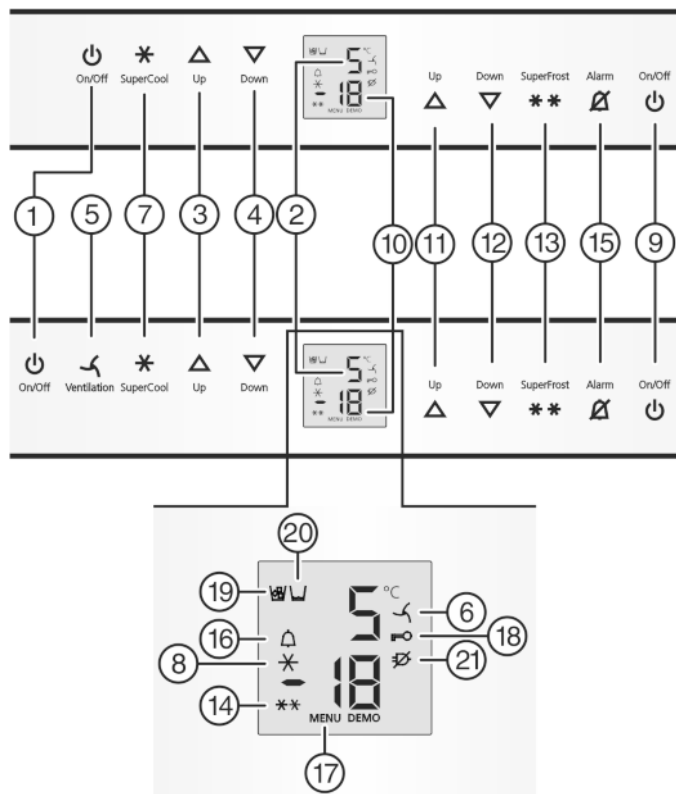 On/Off SuperCool Up Down
5 °C
-18
MENU DEMO
Up Down SuperFrost Alarm On/Off
1 5 7 3 4 2 10 11 12 13 15 9
On/Off Ventilation SuperCool Up Down
5 °C
-18
MENU DEMO
Up Down SuperFrost Alarm On/Off
20
19
5 °C
6
16
18
8
21
-18
14
MENU DEMO
17